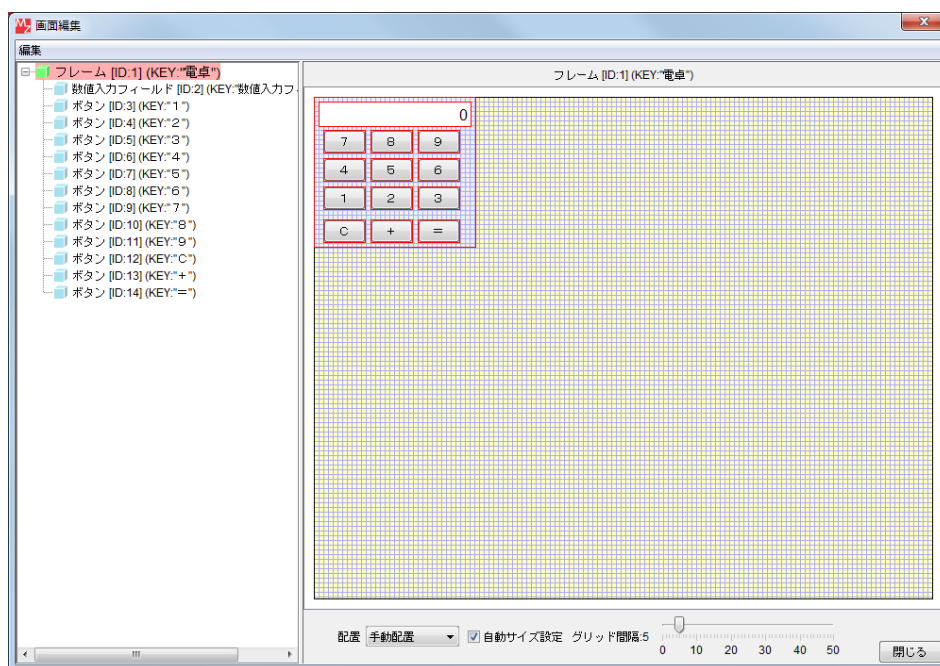 画面編集
編集
フレーム [ID:1] (KEY:"電卓")
数値入力フィールド [ID:2] (KEY:"数値入力フィ
ボタン [ID:3] (KEY:"１")
ボタン [ID:4] (KEY:"２")
ボタン [ID:5] (KEY:"３")
ボタン [ID:6] (KEY:"４")
ボタン [ID:7] (KEY:"５")
ボタン [ID:8] (KEY:"６")
ボタン [ID:9] (KEY:"７")
ボタン [ID:10] (KEY:"８")
ボタン [ID:11] (KEY:"９")
ボタン [ID:12] (KEY:"Ｃ")
ボタン [ID:13] (KEY:"＋")
ボタン [ID:14] (KEY:"＝")
フレーム [ID:1] (KEY:"電卓")
0
７ ８ ９
４ ５ ６
１ ２ ３
Ｃ ＋ ＝
配置 手動配置 自動サイズ設定 グリッド間隔:5
0 10 20 30 40 50
閉じる